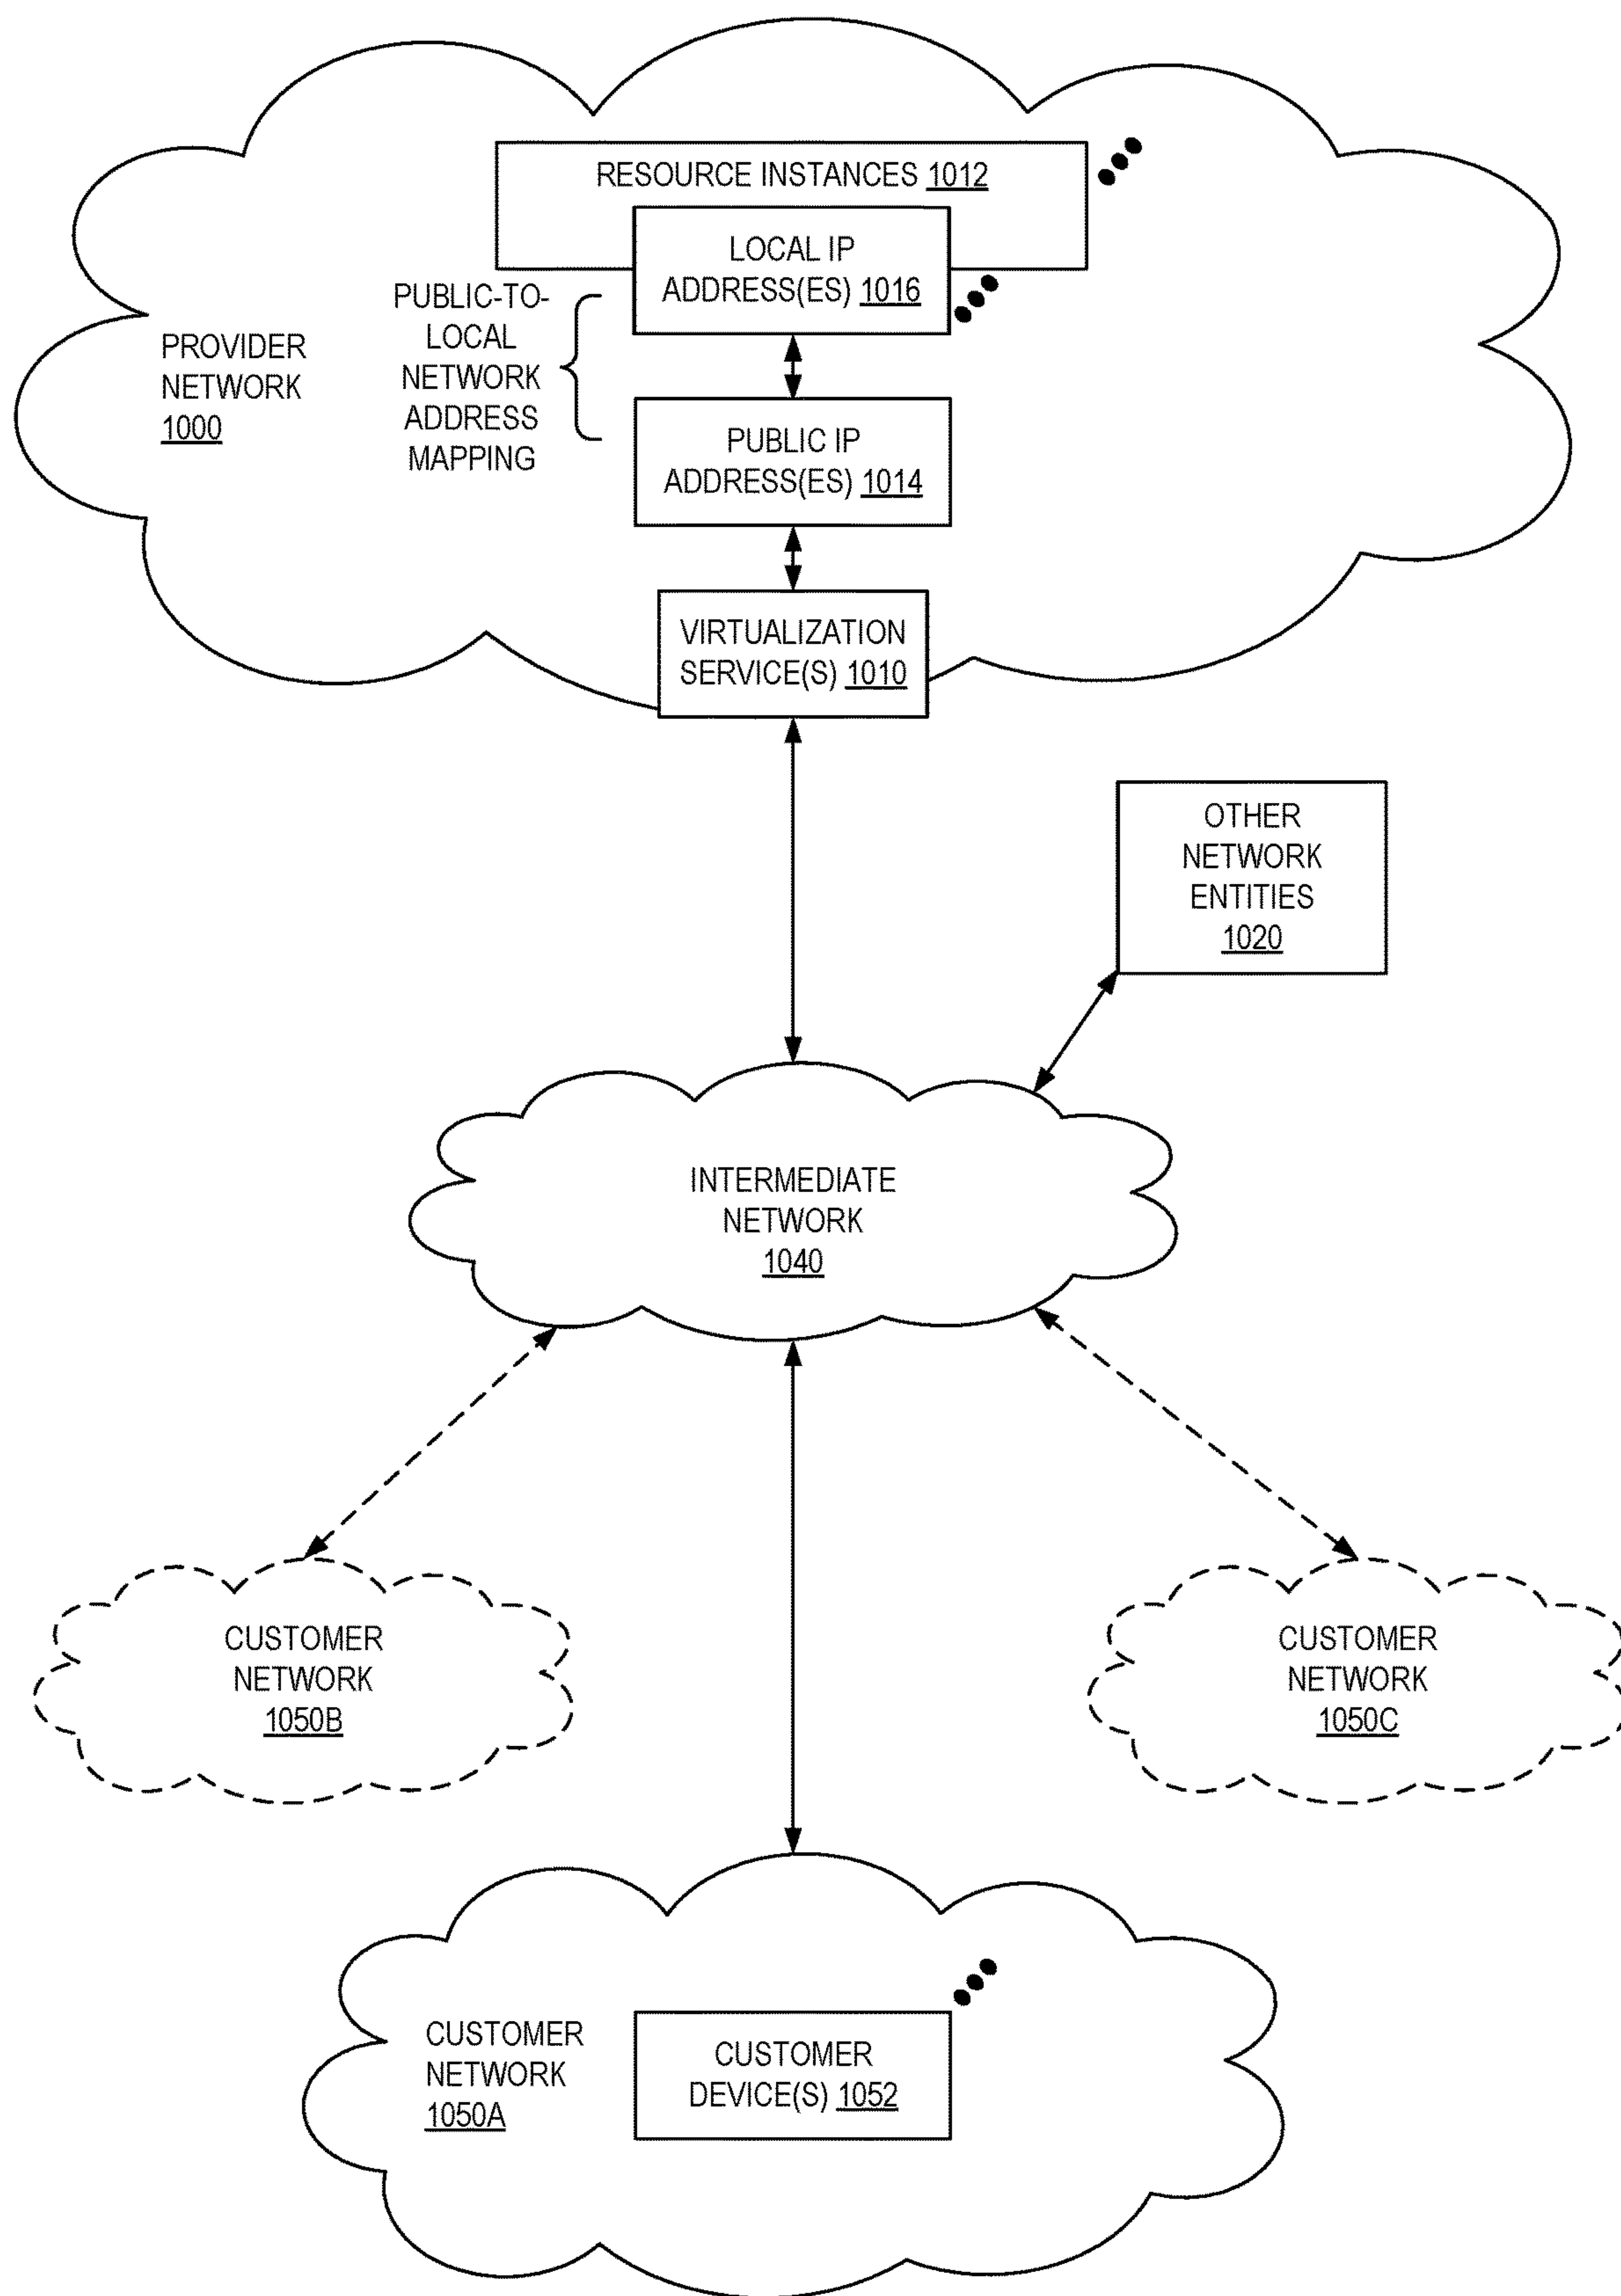 RESOURCE INSTANCES 1012
LOCAL IP
ADDRESS(ES) 1016
PUBLIC-TO-
LOCAL
NETWORK
ADDRESS
MAPPING
PROVIDER
NETWORK
1000
PUBLIC IP
ADDRESS(ES) 1014
VIRTUALIZATION
SERVICE(S) 1010
OTHER
NETWORK
ENTITIES
1020
INTERMEDIATE
NETWORK
1040
CUSTOMER
NETWORK
1050B
CUSTOMER
NETWORK
1050C
CUSTOMER
NETWORK
1050A
CUSTOMER
DEVICE(S) 1052